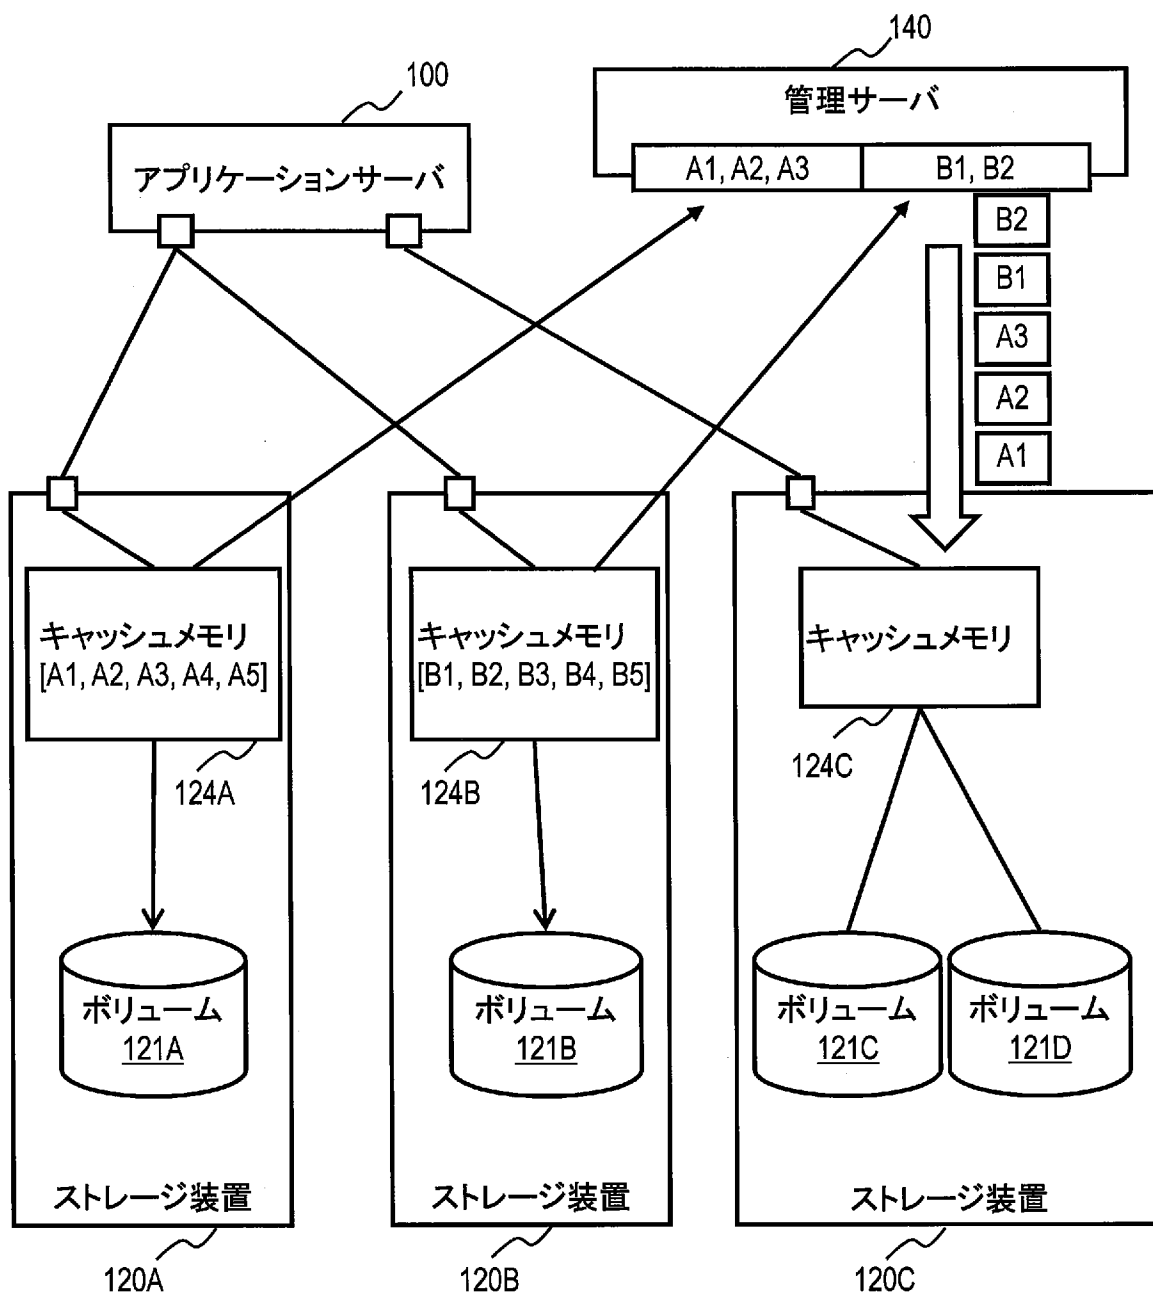 140
管理サーバ
100
A1, A2, A3
B1, B2
アプリケーションサーバ
B2
B1
A3
A2
A1
キャッシュメモリ
[A1, A2, A3, A4, A5]
キャッシュメモリ
[B1, B2, B3, B4, B5]
キャッシュメモリ
124A
124B
124C
ボリューム
121A
ボリューム
121B
ボリューム
121C
ボリューム
121D
ストレージ装置
ストレージ装置
ストレージ装置
120A
120B
120C